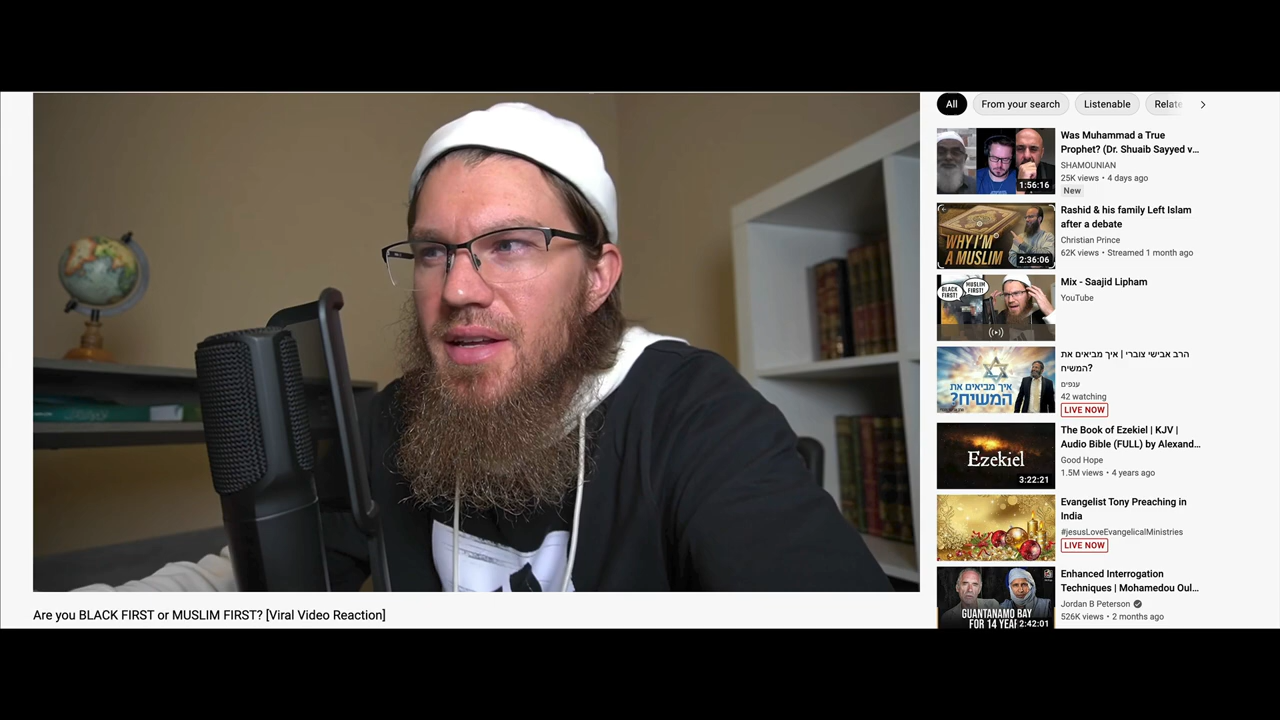 All
From your search
Listenable
Relate
Are you BLACK FIRST or MUSLIM FIRST? [Viral Video Reaction]
1:56:16
Was Muhammad a True
Prophet? (Dr. Shuaib Sayyed v...
SHAMOUNIAN
25K views • 4 days ago
New
WHY I'M
A MUSLIM
2:36:06
Rashid & his family Left Islam
after a debate
Christian Prince
62K views • Streamed 1 month ago
BLACK
FIRST!
MUSLIM
FIRST!
Mix - Saajid Lipham
YouTube
איך מביאים את
המשיח?
הרב אבישי צוברי | איך מביאים את
המשיח?
ענפים
42 watching
LIVE NOW
Ezekiel
3:22:21
The Book of Ezekiel | KJV |
Audio Bible (FULL) by Alexand...
Good Hope
1.5M views • 4 years ago
Evangelist Tony Preaching in
India
#jesusLoveEvangelicalMinistries
LIVE NOW
GUANTANAMO BAY
FOR 14 YEAR
2:42:01
Enhanced Interrogation
Techniques | Mohamedou Oul...
Jordan B Peterson
526K views • 2 months ago